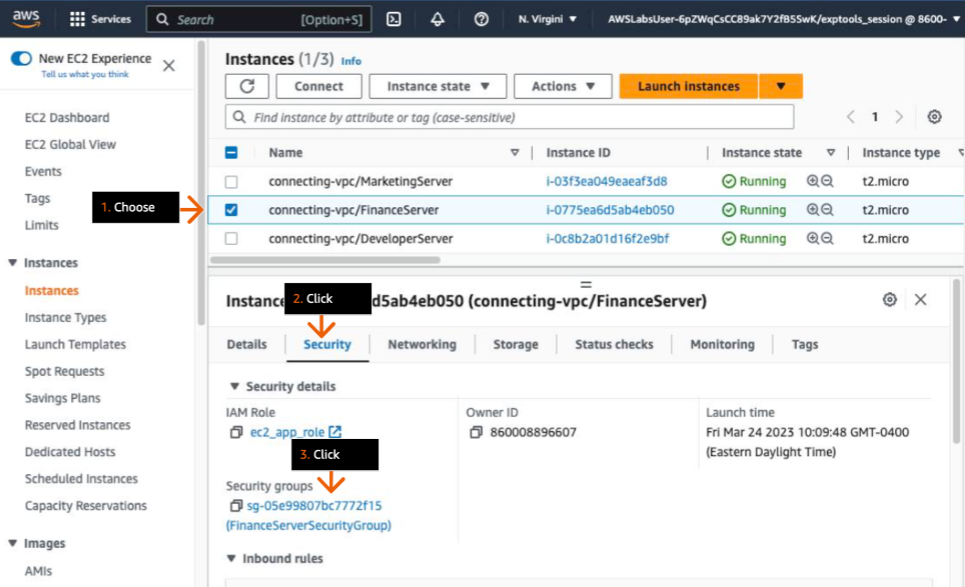 aws Services Search [Option+S] N. Virgini AWSLabsUser-6pZWqCsCC89ak7Y2fB5SwK/exptools_session @ 8600-
New EC2 Experience
Tell us what you think
EC2 Dashboard
EC2 Global View
Events
Tags
Limits
Instances
Instances
Instance Types
Launch Templates
Spot Requests
Savings Plans
Reserved Instances
Dedicated Hosts
Scheduled Instances
Capacity Reservations
Images
AMIs
Instances (1/3) Info
Connect Instance state Actions Launch instances
Find instance by attribute or tag (case-sensitive)
1
Name Instance ID Instance state Instance type
connecting-vpc/MarketingServer i-03f3ea049eaeaf3d8 Running t2.micro
1. Choose
connecting-vpc/FinanceServer i-0775ea6d5ab4eb050 Running t2.micro
connecting-vpc/DeveloperServer i-0c8b2a01d16f2e9bf Running t2.micro
2. Click
Instanc d5ab4eb050 (connecting-vpc/FinanceServer)
Details Security Networking Storage Status checks Monitoring Tags
Security details
IAM Role
ec2_app_role
Owner ID
860008896607
Launch time
Fri Mar 24 2023 10:09:48 GMT-0400
(Eastern Daylight Time)
3. Click
Security groups
sg-05e99807bc7772f15
(FinanceServerSecurityGroup)
Inbound rules